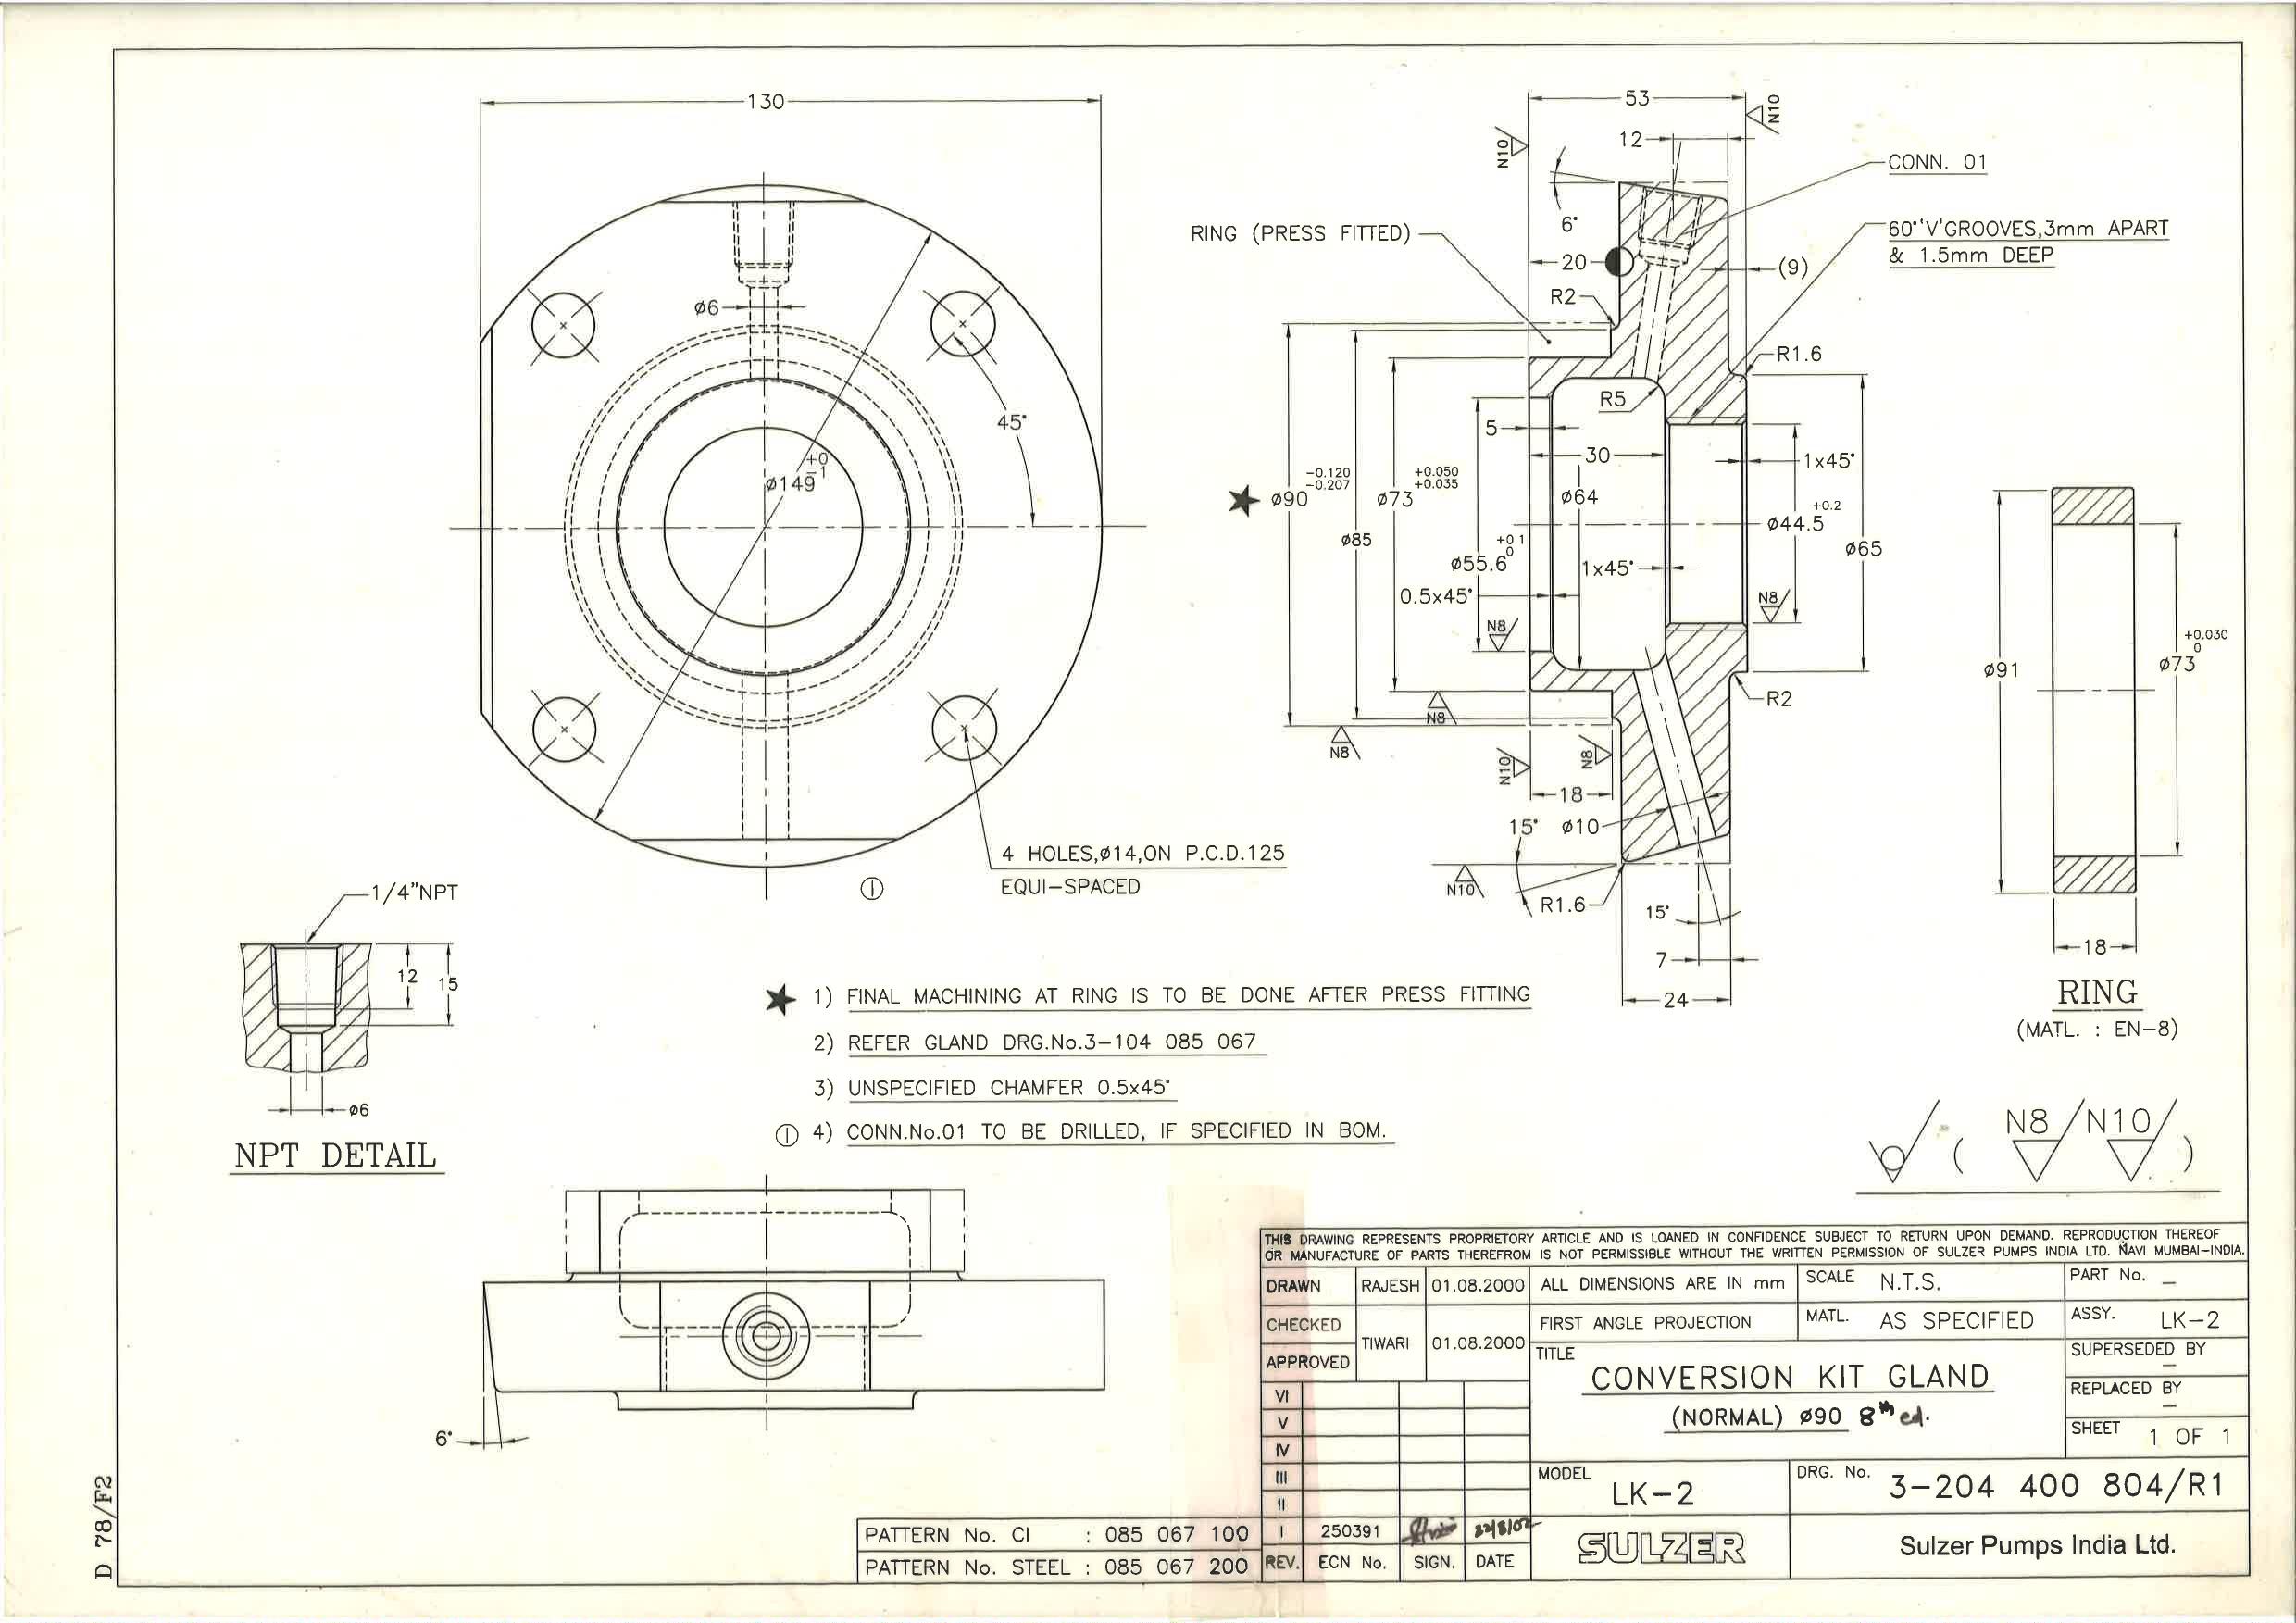 130
ø6
45°
+0
ø149 -1
4 HOLES,ø14,ON P.C.D.125
EQUI-SPACED
I
53
N10
N10
12
CONN. 01
6°
RING (PRESS FITTED)
60°'V'GROOVES,3mm APART
& 1.5mm DEEP
20
(9)
R2
R1.6
R5
5
30
1x45°
-0.120
-0.207
★ ø90
+0.050
+0.035
ø73
ø64
+0.2
ø44.5
ø85
+0.1
0
ø55.6
ø65
1x45°
0.5x45°
N8
N8
N8
N8
R2
N10
N8
18
15°
ø10
N10
R1.6
15°
7
24
ø91
+0.030
0
ø73
18
RING
(MATL. : EN-8)
1/4"NPT
12
15
ø6
NPT DETAIL
★ 1) FINAL MACHINING AT RING IS TO BE DONE AFTER PRESS FITTING
2) REFER GLAND DRG.No.3-104 085 067
3) UNSPECIFIED CHAMFER 0.5x45°
I 4) CONN.No.01 TO BE DRILLED, IF SPECIFIED IN BOM.
( N8 N10 )
6°
D 78/F2
THIS DRAWING REPRESENTS PROPRIETORY ARTICLE AND IS LOANED IN CONFIDENCE SUBJECT TO RETURN UPON DEMAND. REPRODUCTION THEREOF
OR MANUFACTURE OF PARTS THEREFROM IS NOT PERMISSIBLE WITHOUT THE WRITTEN PERMISSION OF SULZER PUMPS INDIA LTD. NAVI MUMBAI-INDIA.
DRAWN RAJESH 01.08.2000 ALL DIMENSIONS ARE IN mm SCALE N.T.S. PART No. –
CHECKED
TIWARI 01.08.2000
APPROVED
FIRST ANGLE PROJECTION MATL. AS SPECIFIED ASSY. LK-2
TITLE
CONVERSION KIT GLAND
(NORMAL) ø90 8th ed.
SUPERSEDED BY –
REPLACED BY –
SHEET 1 OF 1
VI
V
IV
III
II
I 250391 22/8/02
REV. ECN No. SIGN. DATE
MODEL LK-2
DRG. No. 3-204 400 804/R1
SULZER
Sulzer Pumps India Ltd.
PATTERN No. CI : 085 067 100
PATTERN No. STEEL : 085 067 200